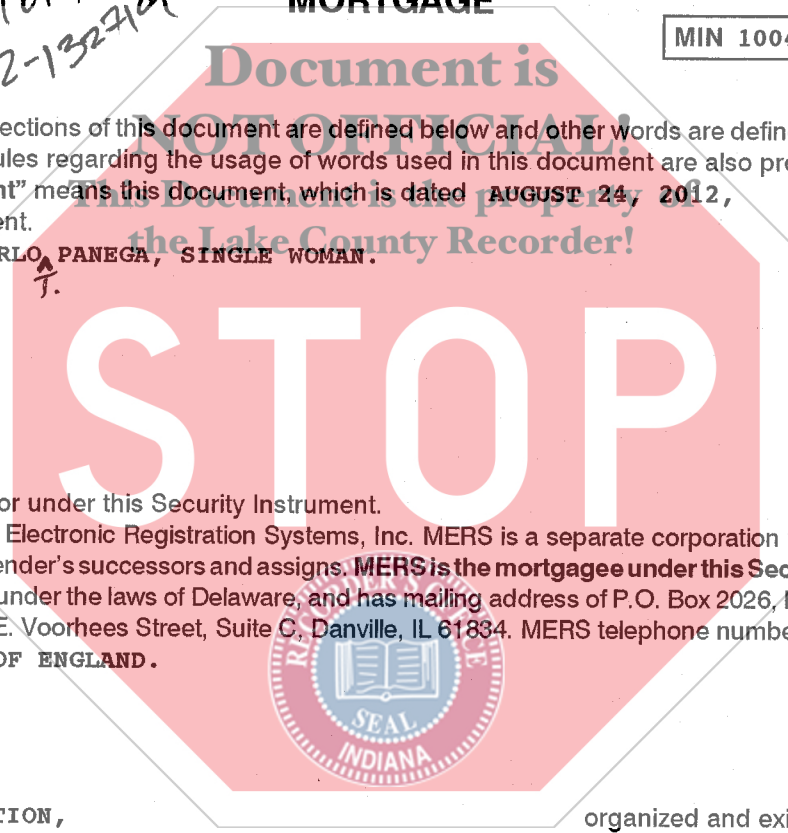 MORTGAGE
2-132710
MIN 1004
Document is
NOT OFFICIAL!
This Document is the property of
the Lake County Recorder!
ections of this document are defined below and other words are defin
ules regarding the usage of words used in this document are also pro
nt” means this document, which is dated AUGUST 24, 2012,
ent.
RLO PANEGA, SINGLE WOMAN.
J.
STOP
or under this Security Instrument.
Electronic Registration Systems, Inc. MERS is a separate corporation
ender's successors and assigns. MERS is the mortgagee under this Sec
under the laws of Delaware, and has mailing address of P.O. Box 2026,
E. Voorhees Street, Suite C, Danville, IL 61834. MERS telephone numbe
OF ENGLAND.
RECORDER'S OFFICE
SEAL
INDIANA
TION,
organized and exi